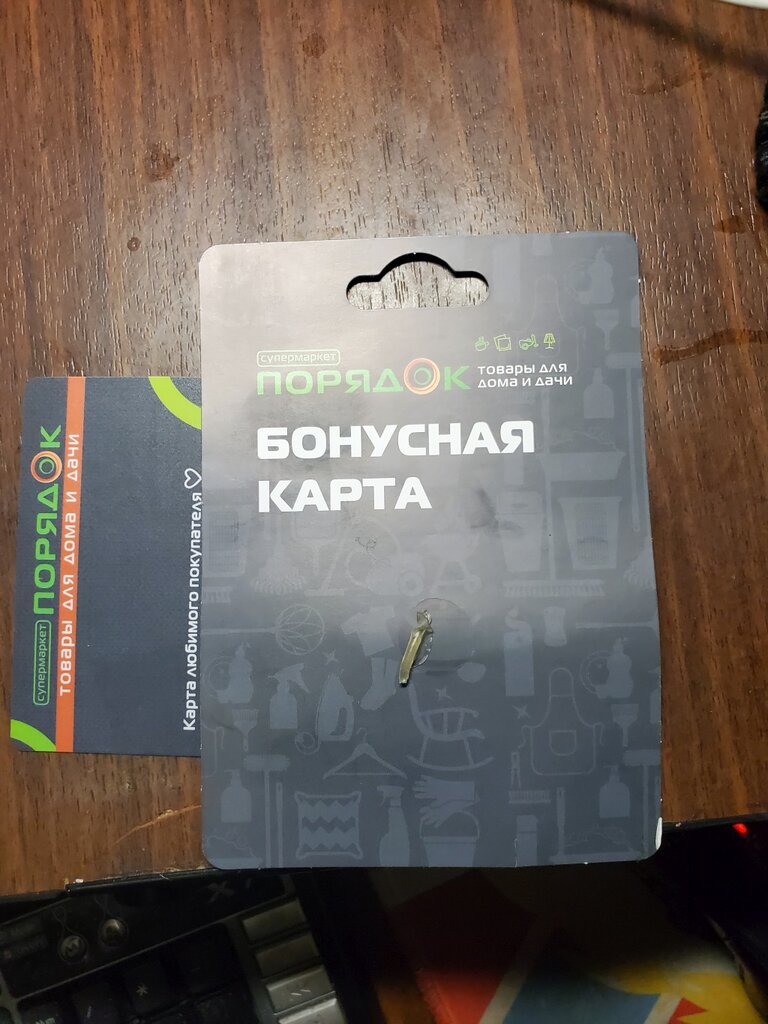 супермаркет
ПОРЯДОК
товары для
дома и дачи
БОНУСНАЯ
КАРТА
супермаркет
ПОРЯДОК
товары для дома и дачи
Карта любимого покупателя